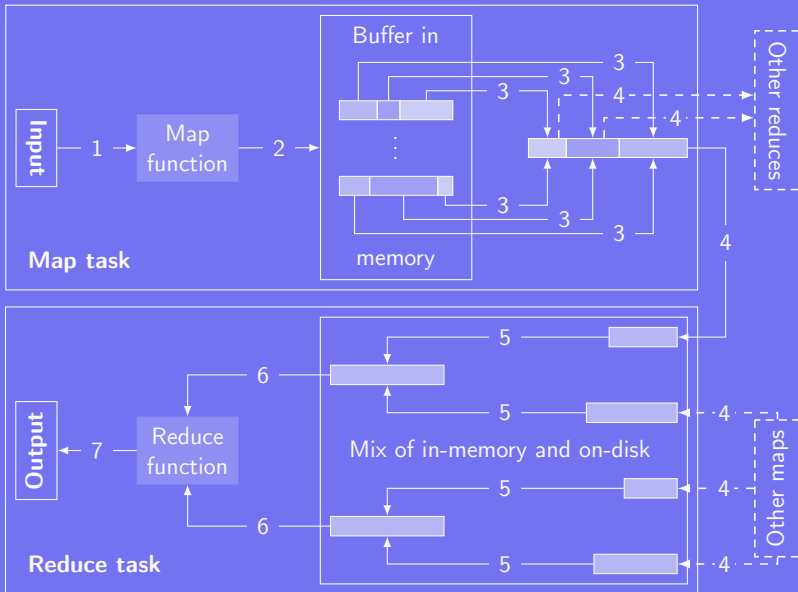 Buffer in
3
3
3
4
4
Other reduces
Input
1
Map
function
2
⋮
3
3
3
4
memory
Map task
5
6
5
4
Output
7
Reduce
function
Mix of in-memory and on-disk
Other maps
5
4
6
5
4
Reduce task